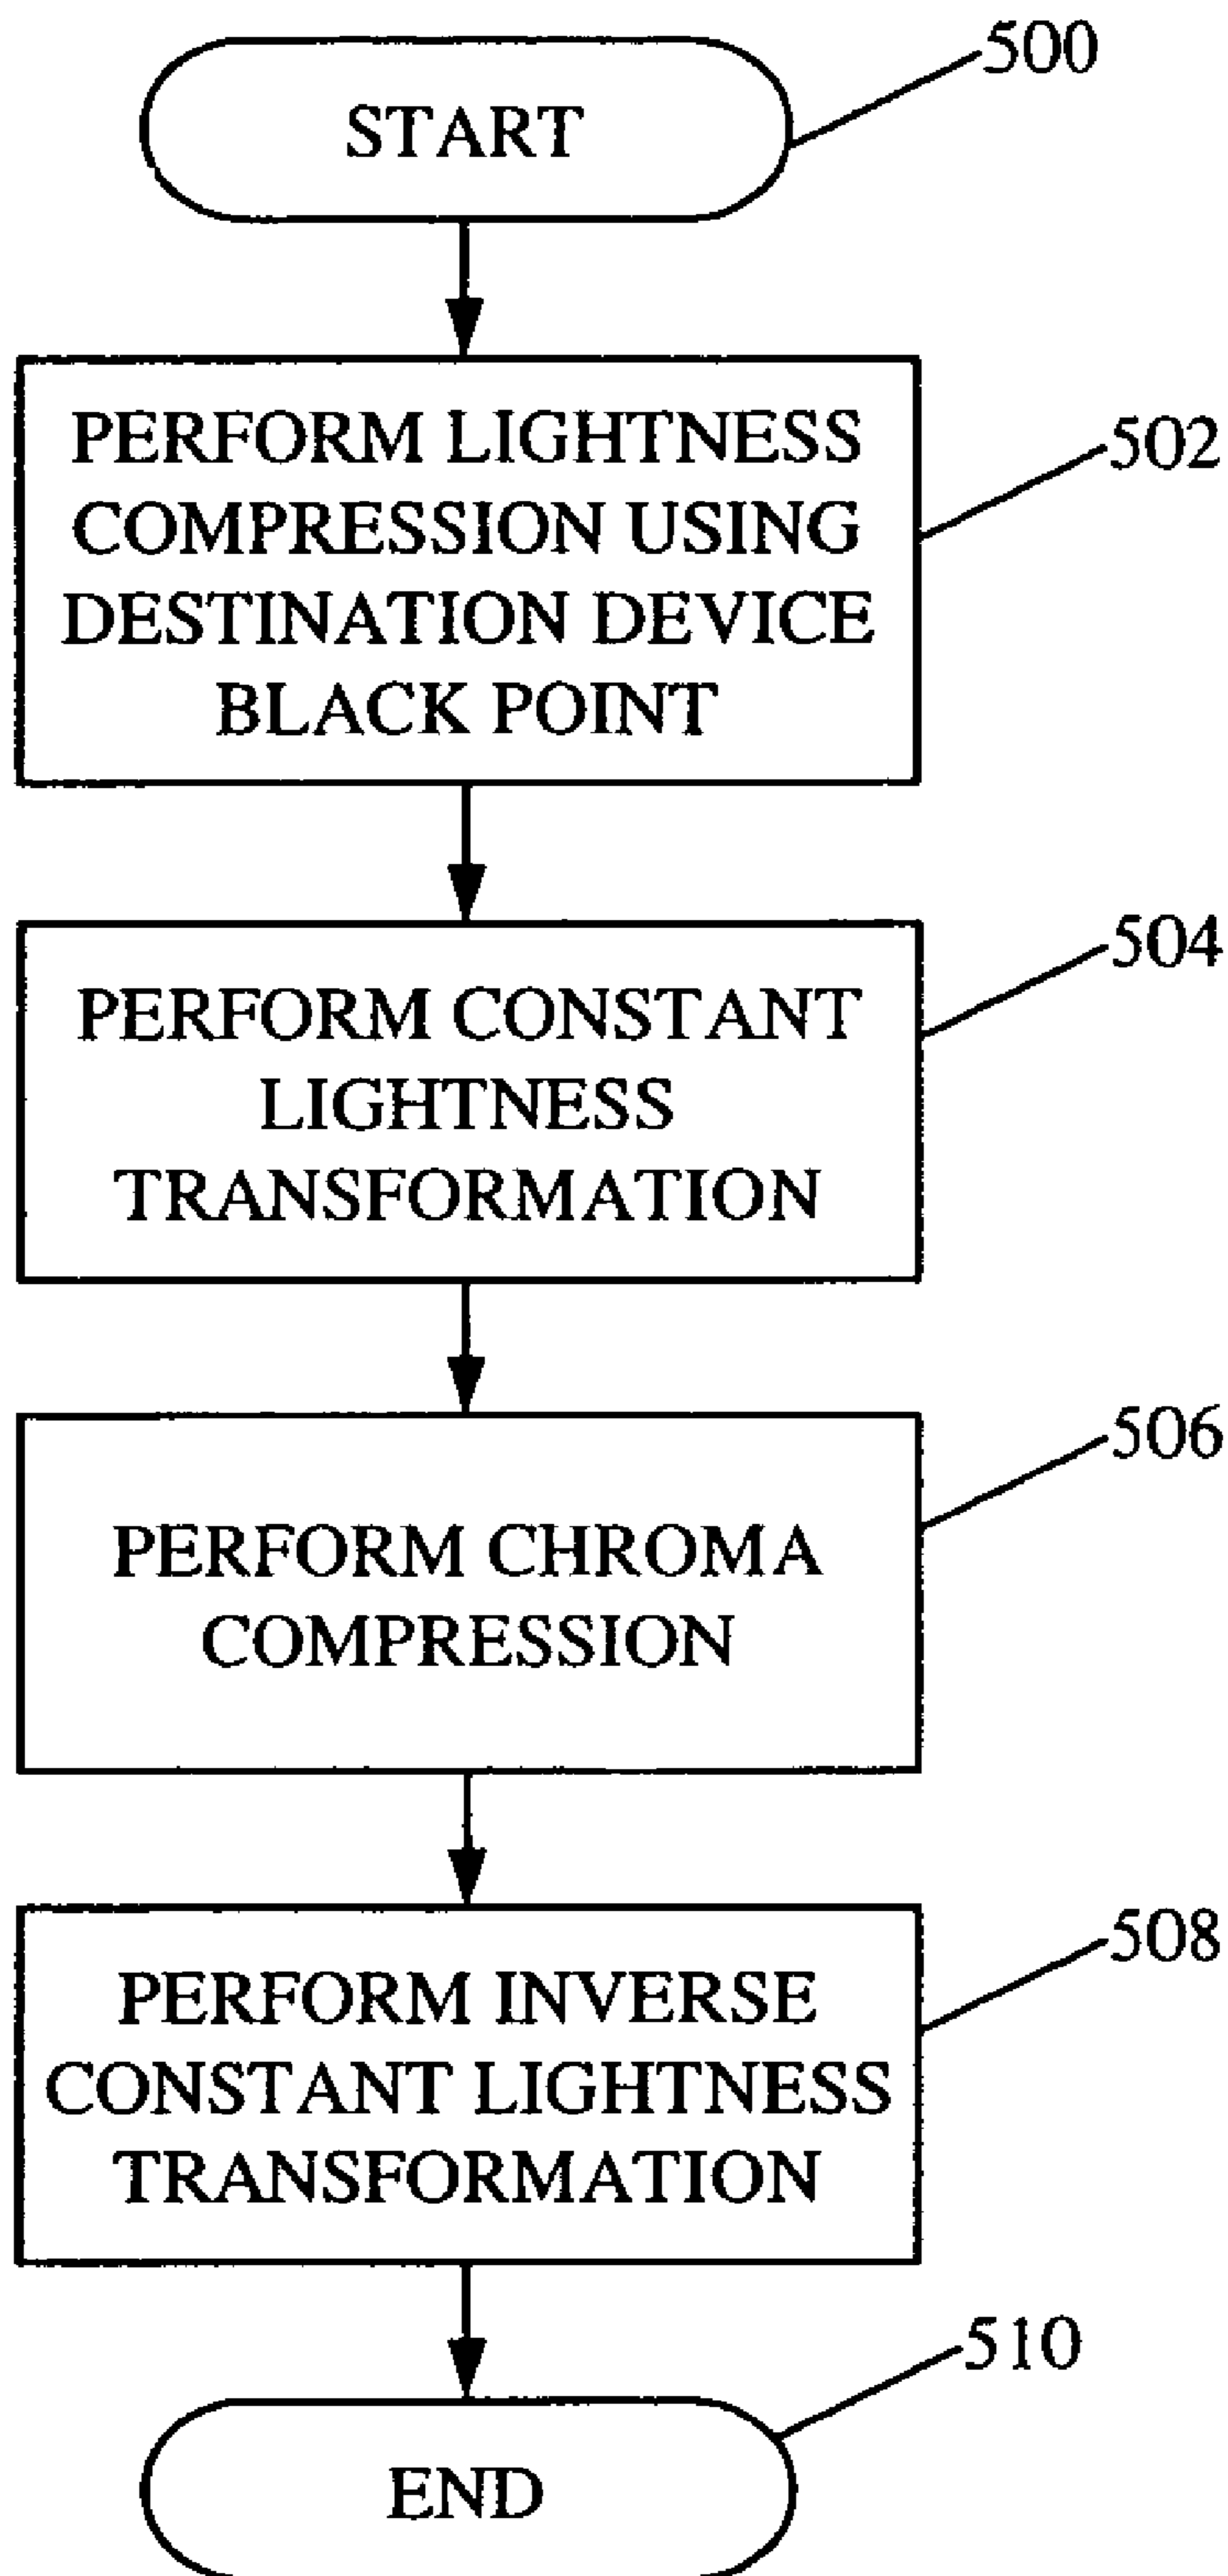 500
START
PERFORM LIGHTNESS
COMPRESSION USING
DESTINATION DEVICE
BLACK POINT
502
PERFORM CONSTANT
LIGHTNESS
TRANSFORMATION
504
PERFORM CHROMA
COMPRESSION
506
PERFORM INVERSE
CONSTANT LIGHTNESS
TRANSFORMATION
508
END
510